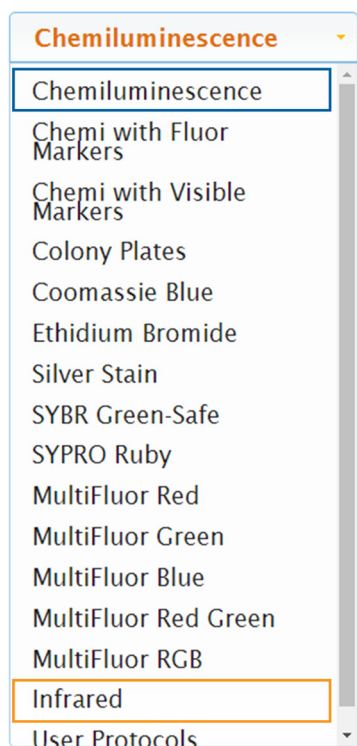 Chemiluminescence
Chemiluminescence
Chemi with Fluor
Markers
Chemi with Visible
Markers
Colony Plates
Coomassie Blue
Ethidium Bromide
Silver Stain
SYBR Green-Safe
SYPRO Ruby
MultiFluor Red
MultiFluor Green
MultiFluor Blue
MultiFluor Red Green
MultiFluor RGB
Infrared
User Protocols